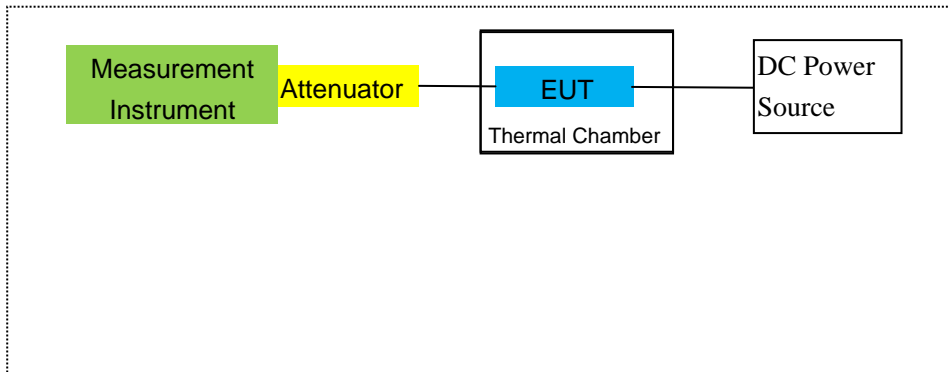 Measurement
Instrument
Attenuator
EUT
Thermal Chamber
DC Power
Source